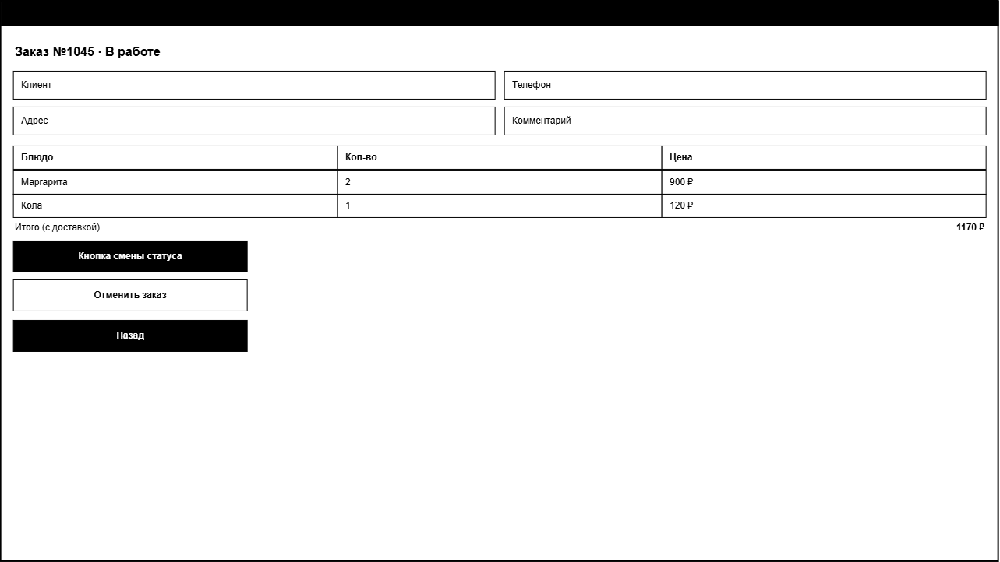 Заказ №1045 · В работе
Клиент
Телефон
Адрес
Комментарий
Блюдо Кол-во Цена
Маргарита 2 900 ₽
Кола 1 120 ₽
Итого (с доставкой) 1170 ₽
Кнопка смены статуса
Отменить заказ
Назад